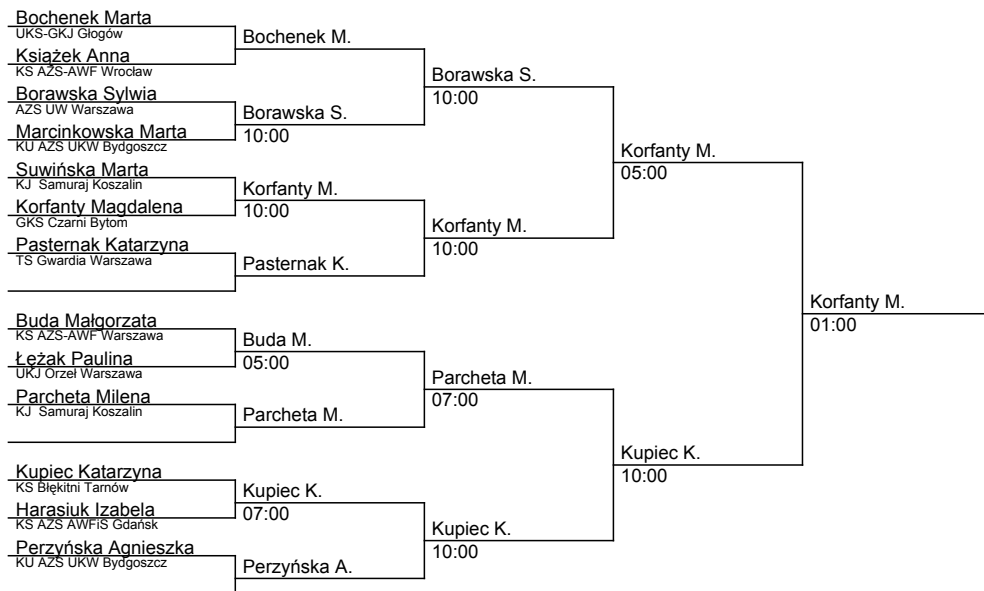 Bochenek Marta
UKS-GKJ Głogów
Książek Anna
KS AZS-AWF Wrocław
Borawska Sylwia
AZS UW Warszawa
Marcinkowska Marta
KU AZS UKW Bydgoszcz
Suwińska Marta
KJ  Samuraj Koszalin
Korfanty Magdalena
GKS Czarni Bytom
Pasternak Katarzyna
TS Gwardia Warszawa
Buda Małgorzata
KS AZS-AWF Warszawa
Łężak Paulina
UKJ Orzeł Warszawa
Parcheta Milena
KJ  Samuraj Koszalin
Kupiec Katarzyna
KS Błękitni Tarnów
Harasiuk Izabela
KS AZS AWFiS Gdańsk
Perzyńska Agnieszka
KU AZS UKW Bydgoszcz
Bochenek M.
Borawska S.
10:00
Korfanty M.
10:00
Pasternak K.
Buda M.
05:00
Parcheta M.
Kupiec K.
07:00
Perzyńska A.
Borawska S.
10:00
Korfanty M.
10:00
Parcheta M.
07:00
Kupiec K.
10:00
Korfanty M.
05:00
Kupiec K.
10:00
Korfanty M.
01:00